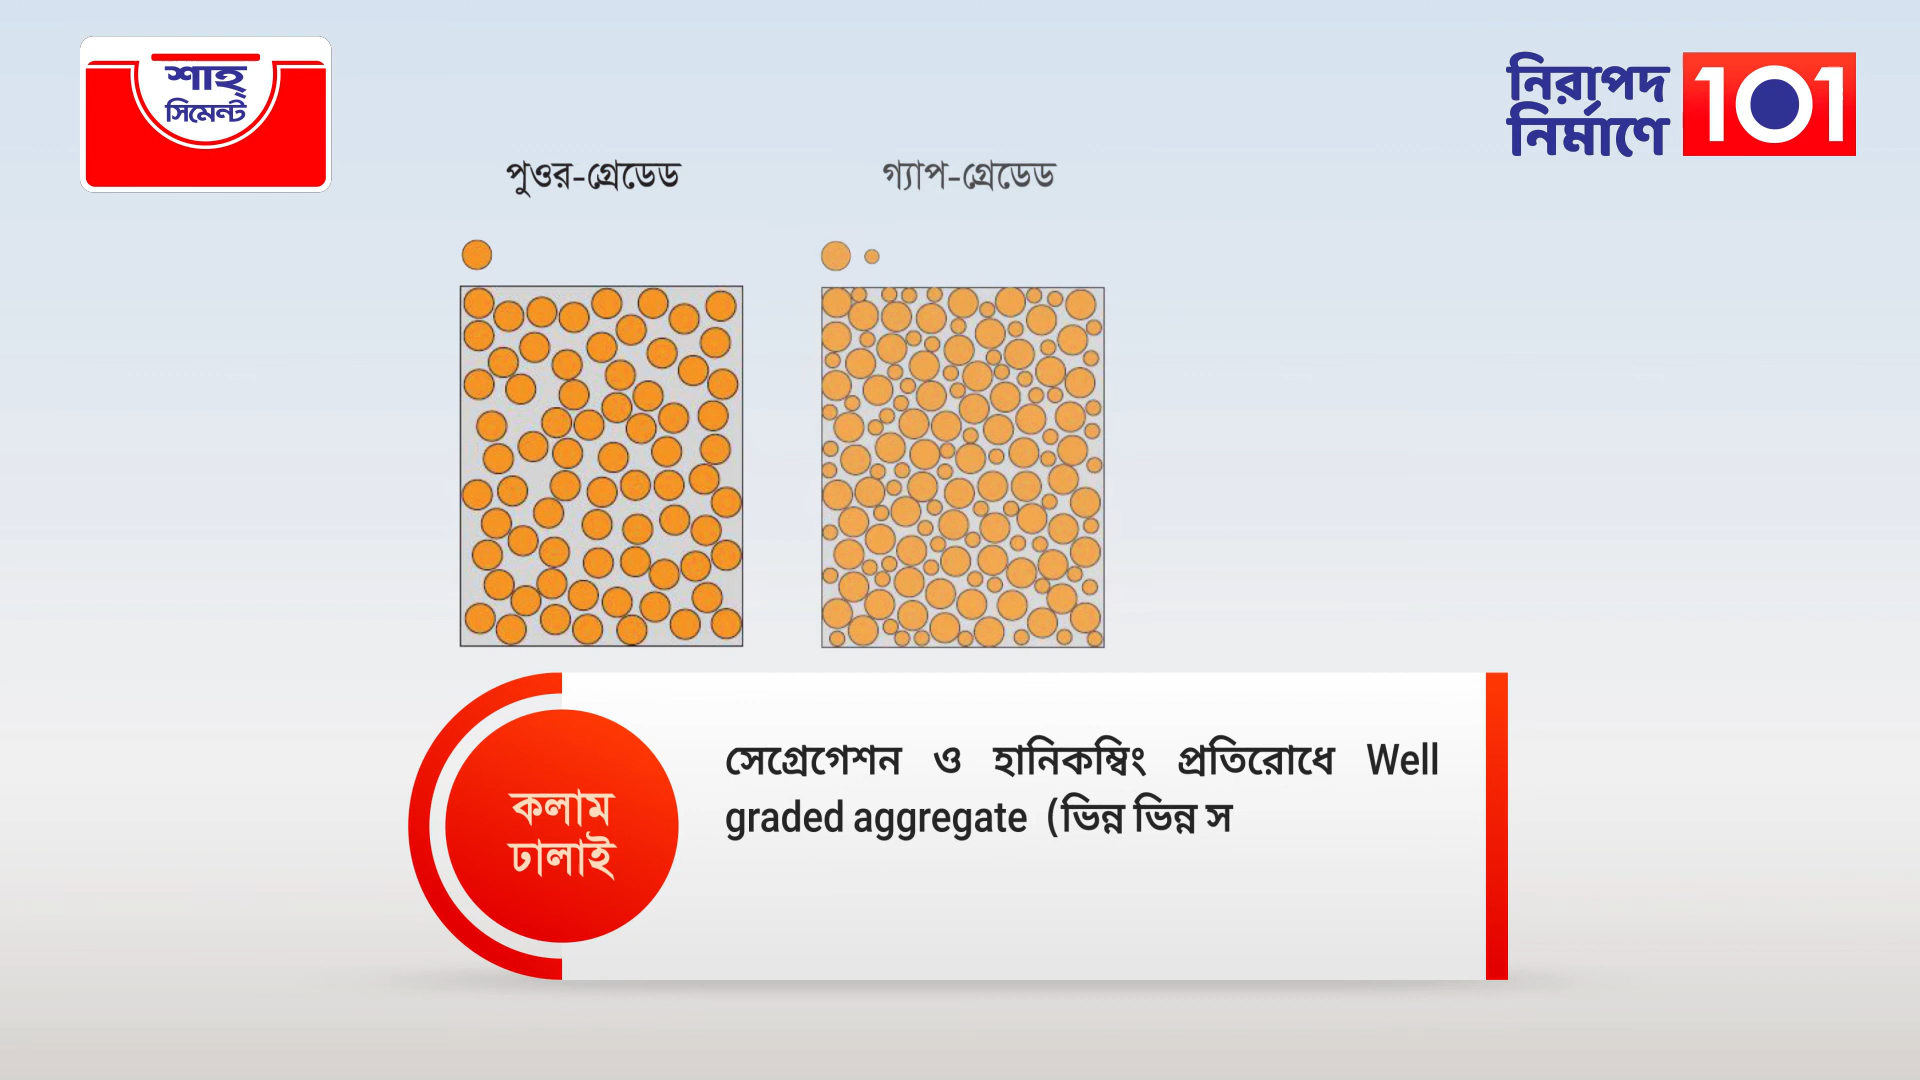 শাহ্
সিমেন্ট
নিরাপদ
নির্মাণে
101
পুওর-গ্রেডেড
গ্যাপ-গ্রেডেড
কলাম
ঢালাই
সেগ্রেগেশন ও হানিকম্বিং প্রতিরোধে Well
graded aggregate (ভিন্ন ভিন্ন স